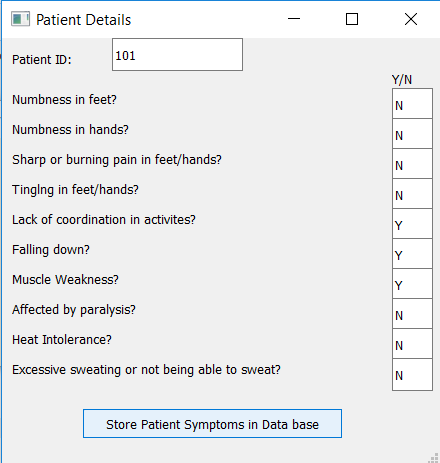 Patient Details
Patient ID: 101
Y/N
Numbness in feet? N
Numbness in hands? N
Sharp or burning pain in feet/hands? N
Tinglng in feet/hands? N
Lack of coordination in activites? Y
Falling down? Y
Muscle Weakness? Y
Affected by paralysis? N
Heat Intolerance? N
Excessive sweating or not being able to sweat? N
Store Patient Symptoms in Data base